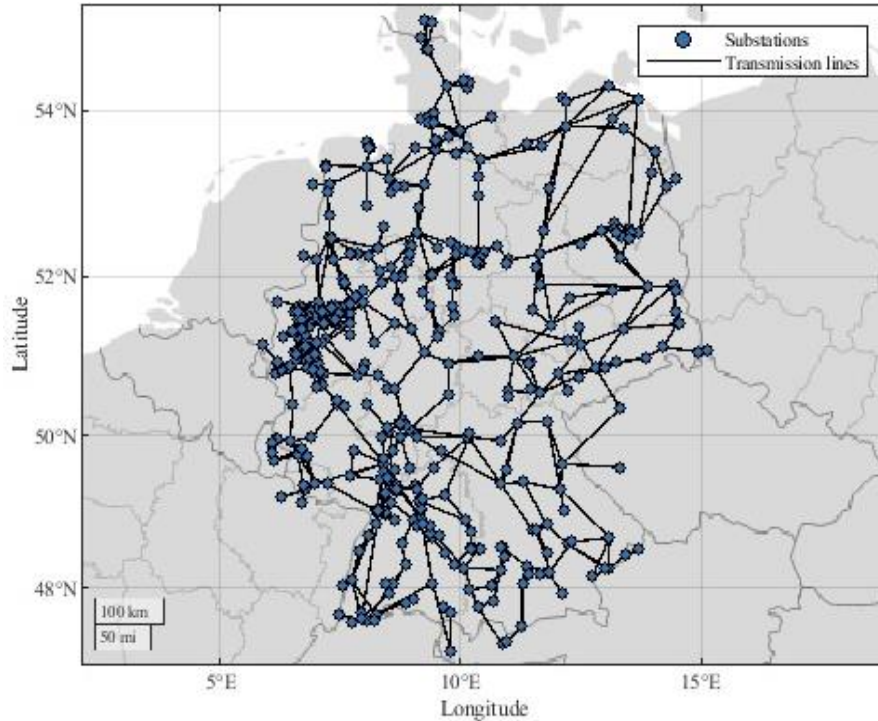 Substations
Transmission lines
54°N
52°N
50°N
48°N
Latitude
100 km
50 mi
5°E
10°E
15°E
Longitude